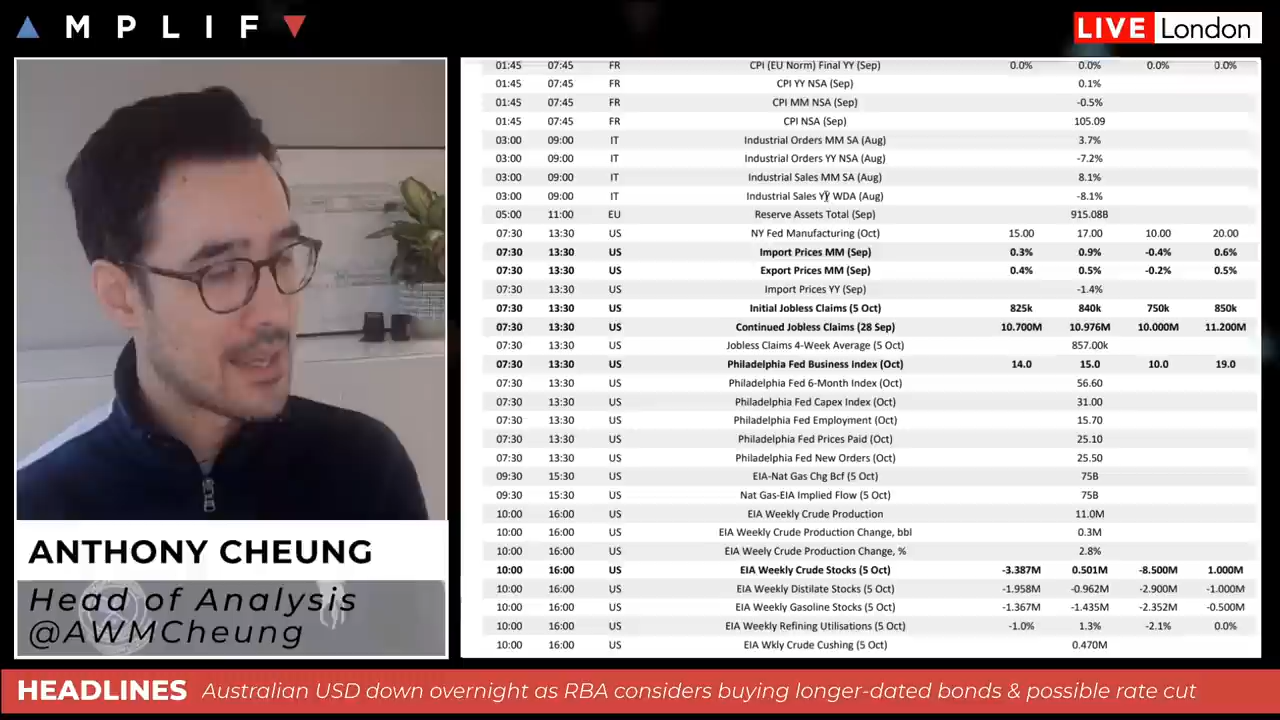 AMPLIFY
LIVE London
01:45 07:45 FR CPI (EU Norm) Final YY (Sep) 0.0% 0.0% 0.0% 0.0%
01:45 07:45 FR CPI YY NSA (Sep) 0.1%
01:45 07:45 FR CPI MM NSA (Sep) -0.5%
01:45 07:45 FR CPI NSA (Sep) 105.09
03:00 09:00 IT Industrial Orders MM SA (Aug) 3.7%
03:00 09:00 IT Industrial Orders YY NSA (Aug) -7.2%
03:00 09:00 IT Industrial Sales MM SA (Aug) 8.1%
03:00 09:00 IT Industrial Sales YY WDA (Aug) -8.1%
05:00 11:00 EU Reserve Assets Total (Sep) 915.08B
07:30 13:30 US NY Fed Manufacturing (Oct) 15.00 17.00 10.00 20.00
07:30 13:30 US Import Prices MM (Sep) 0.3% 0.9% -0.4% 0.6%
07:30 13:30 US Export Prices MM (Sep) 0.4% 0.5% -0.2% 0.5%
07:30 13:30 US Import Prices YY (Sep) -1.4%
07:30 13:30 US Initial Jobless Claims (5 Oct) 825k 840k 750k 850k
07:30 13:30 US Continued Jobless Claims (28 Sep) 10.700M 10.976M 10.000M 11.200M
07:30 13:30 US Jobless Claims 4-Week Average (5 Oct) 857.00k
07:30 13:30 US Philadelphia Fed Business Index (Oct) 14.0 15.0 10.0 19.0
07:30 13:30 US Philadelphia Fed 6-Month Index (Oct) 56.60
07:30 13:30 US Philadelphia Fed Capex Index (Oct) 31.00
07:30 13:30 US Philadelphia Fed Employment (Oct) 15.70
07:30 13:30 US Philadelphia Fed Prices Paid (Oct) 25.10
07:30 13:30 US Philadelphia Fed New Orders (Oct) 25.50
09:30 15:30 US EIA-Nat Gas Chg Bcf (5 Oct) 75B
09:30 15:30 US Nat Gas-EIA Implied Flow (5 Oct) 75B
10:00 16:00 US EIA Weekly Crude Production 11.0M
10:00 16:00 US EIA Weekly Crude Production Change, bbl 0.3M
10:00 16:00 US EIA Weely Crude Production Change, % 2.8%
10:00 16:00 US EIA Weekly Crude Stocks (5 Oct) -3.387M 0.501M -8.500M 1.000M
10:00 16:00 US EIA Weekly Distilate Stocks (5 Oct) -1.958M -0.962M -2.900M -1.000M
10:00 16:00 US EIA Weekly Gasoline Stocks (5 Oct) -1.367M -1.435M -2.352M -0.500M
10:00 16:00 US EIA Weekly Refining Utilisations (5 Oct) -1.0% 1.3% -2.1% 0.0%
10:00 16:00 US EIA Wkly Crude Cushing (5 Oct) 0.470M
ANTHONY CHEUNG
Head of Analysis
@AWMCheung
HEADLINES Australian USD down overnight as RBA considers buying longer-dated bonds & possible rate cut